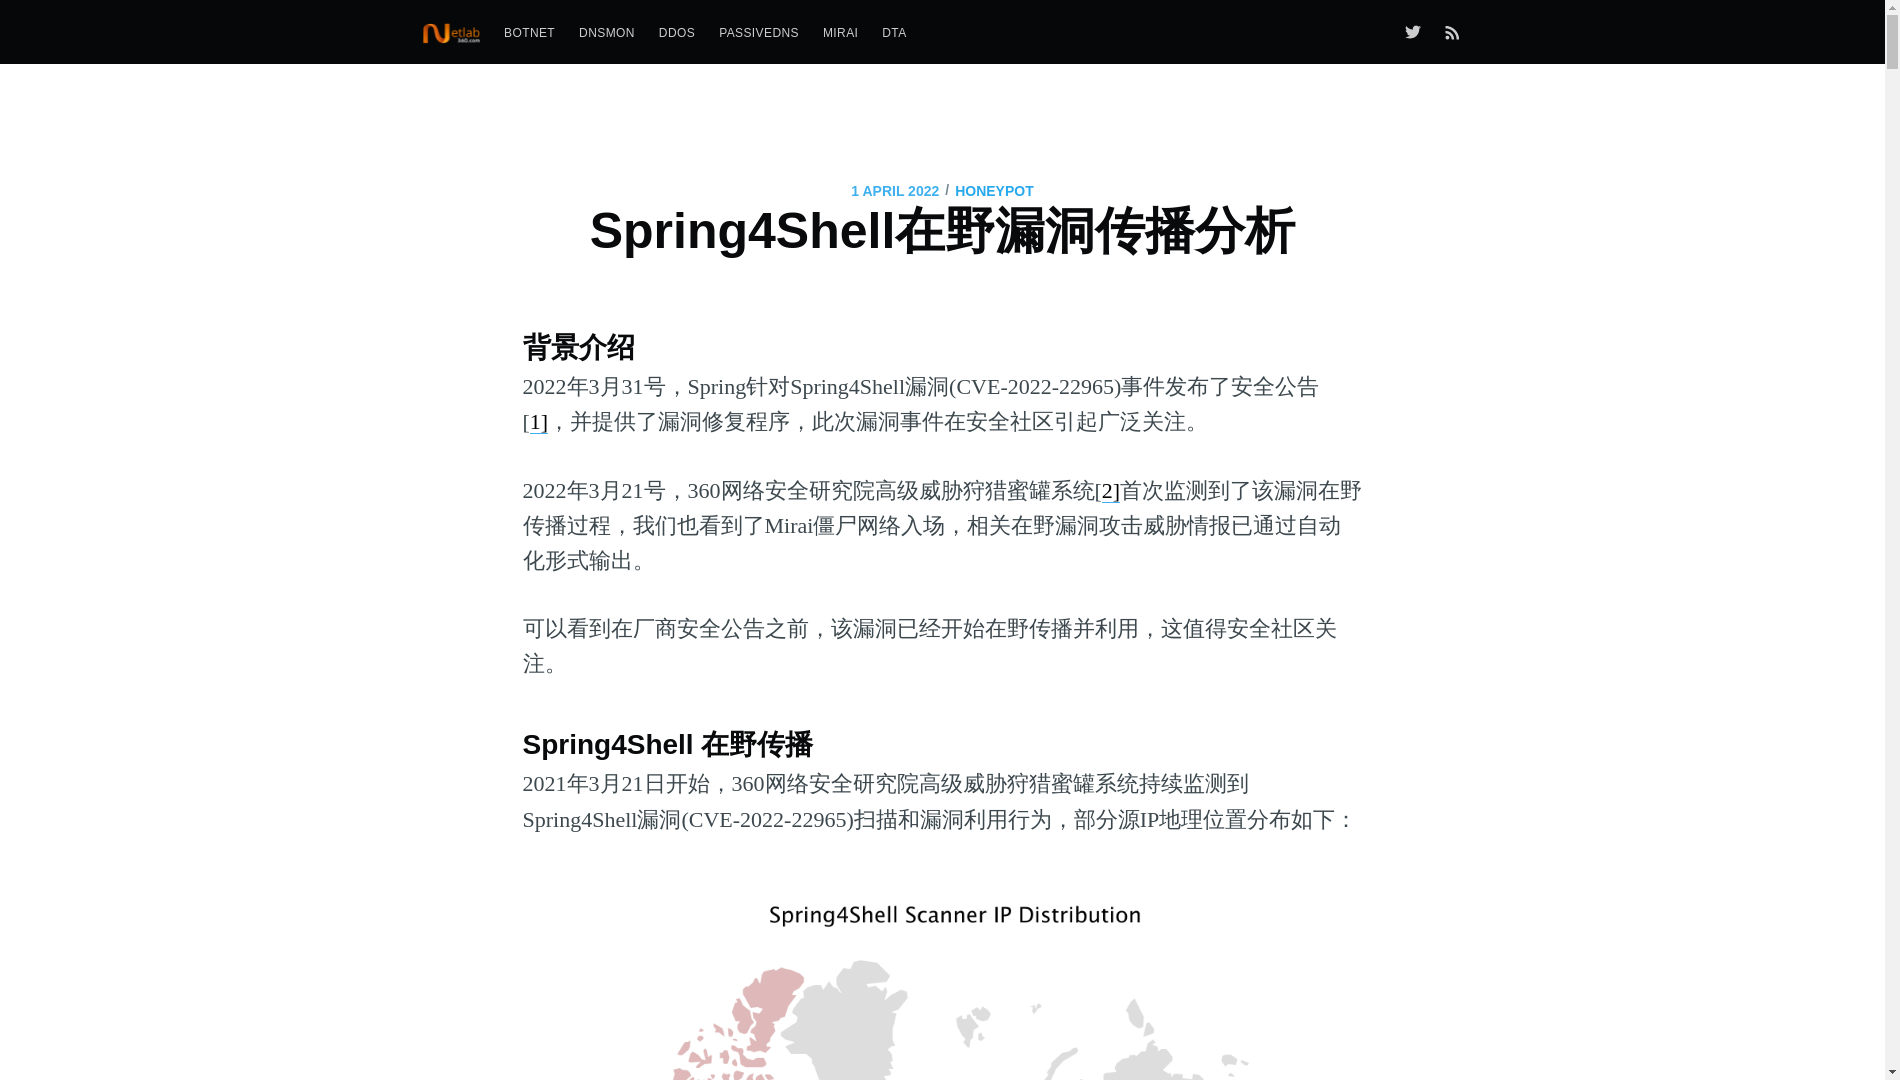 Netlab 360.com BOTNET DNSMON DDOS PASSIVEDNS MIRAI DTA
1 APRIL 2022 / HONEYPOT
Spring4Shell在野漏洞传播分析
背景介绍
2022年3月31号，Spring针对Spring4Shell漏洞(CVE-2022-22965)事件发布了安全公告
[1]，并提供了漏洞修复程序，此次漏洞事件在安全社区引起广泛关注。
2022年3月21号，360网络安全研究院高级威胁狩猎蜜罐系统[2]首次监测到了该漏洞在野
传播过程，我们也看到了Mirai僵尸网络入场，相关在野漏洞攻击威胁情报已通过自动
化形式输出。
可以看到在厂商安全公告之前，该漏洞已经开始在野传播并利用，这值得安全社区关
注。
Spring4Shell 在野传播
2021年3月21日开始，360网络安全研究院高级威胁狩猎蜜罐系统持续监测到
Spring4Shell漏洞(CVE-2022-22965)扫描和漏洞利用行为，部分源IP地理位置分布如下：
Spring4Shell Scanner IP Distribution